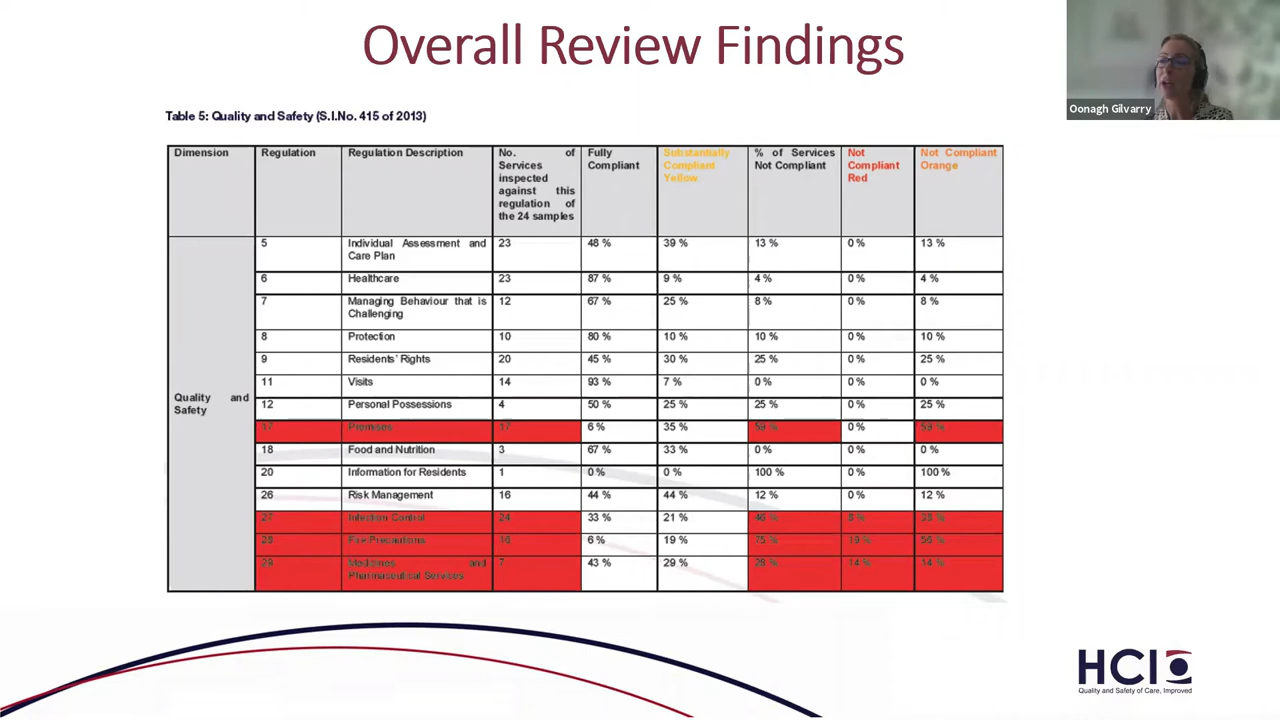 Overall Review Findings
Oonagh Gilvarry
Table 5: Quality and Safety (S.I.No. 415 of 2013)
Dimension Regulation Regulation Description No. of Services inspected against this regulation of the 24 samples Fully Compliant Substantially Compliant Yellow % of Services Not Compliant Not Compliant Red Not Compliant Orange
Quality and Safety
5 Individual Assessment and Care Plan 23 48 % 39 % 13 % 0 % 13 %
6 Healthcare 23 87 % 9 % 4 % 0 % 4 %
7 Managing Behaviour that is Challenging 12 67 % 25 % 8 % 0 % 8 %
8 Protection 10 80 % 10 % 10 % 0 % 10 %
9 Residents' Rights 20 45 % 30 % 25 % 0 % 25 %
11 Visits 14 93 % 7 % 0 % 0 % 0 %
12 Personal Possessions 4 50 % 25 % 25 % 0 % 25 %
17 Premises 17 6 % 35 % 59 % 0 % 59 %
18 Food and Nutrition 3 67 % 33 % 0 % 0 % 0 %
20 Information for Residents 1 0 % 0 % 100 % 0 % 100 %
26 Risk Management 16 44 % 44 % 12 % 0 % 12 %
27 Infection Control 24 33 % 21 % 46 % 8 % 38 %
28 Fire Precautions 16 6 % 19 % 75 % 19 % 56 %
29 Medicines and Pharmaceutical Services 7 43 % 29 % 28 % 14 % 14 %
HCI
Quality and Safety of Care, Improved